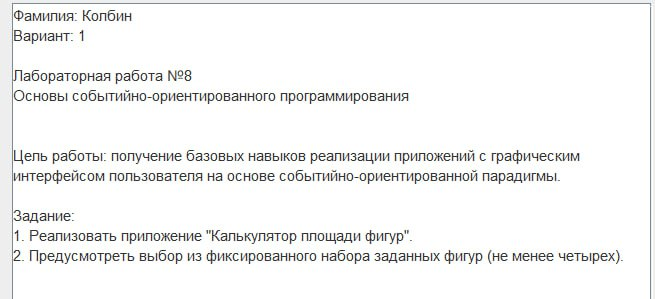 Фамилия: Колбин
Вариант: 1
Лабораторная работа №8
Основы событийно-ориентированного программирования
Цель работы: получение базовых навыков реализации приложений с графическим
интерфейсом пользователя на основе событийно-ориентированной парадигмы.
Задание:
1. Реализовать приложение "Калькулятор площади фигур".
2. Предусмотреть выбор из фиксированного набора заданных фигур (не менее четырех).